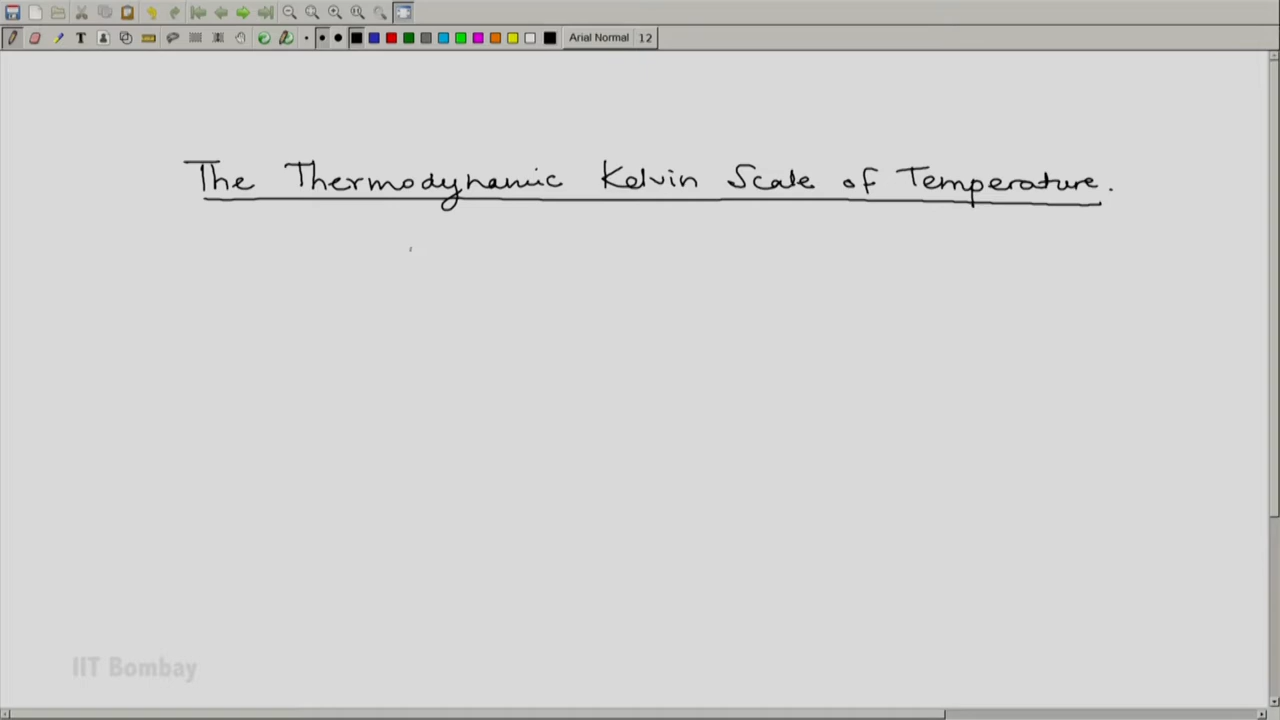 Arial Normal 12
The Thermodynamic Kelvin Scale of Temperature.
IIT Bombay